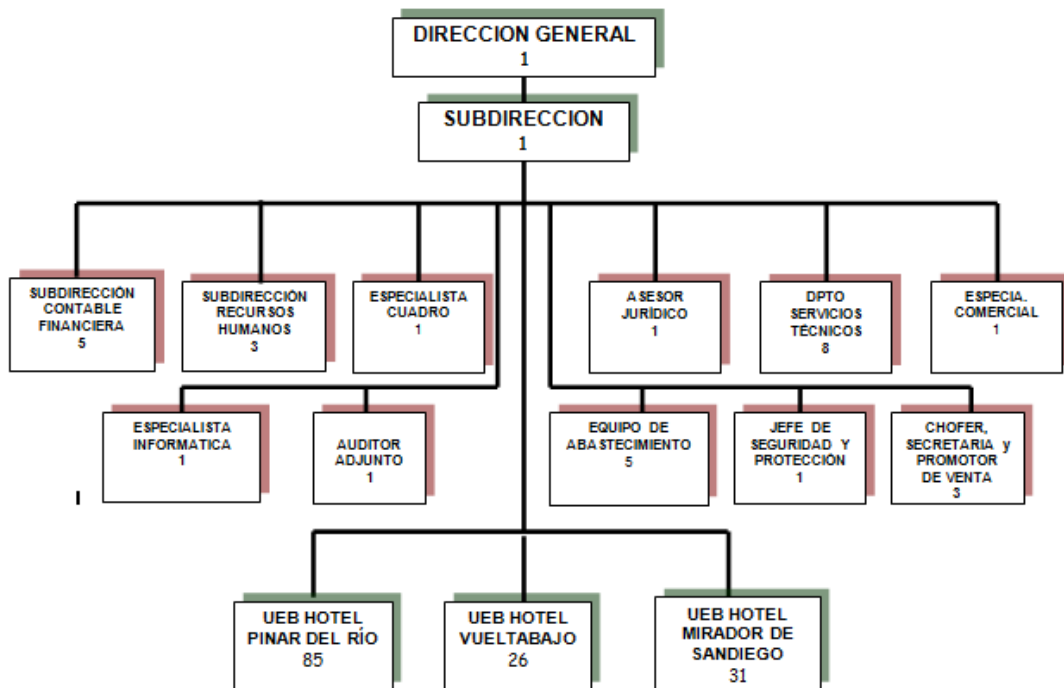 DIRECCION GENERAL
1
SUBDIRECCION
1
SUBDIRECCIÓN
CONTABLE
FINANCIERA
5
SUBDIRECCIÓN
RECURSOS
HUMANOS
3
ESPECIALISTA
CUADRO
1
ASESOR
JURÍDICO
1
DPTO
SERVICIOS
TÉCNICOS
8
ESPECIA.
COMERCIAL
1
ESPECIALISTA
INFORMATICA
1
AUDITOR
ADJUNTO
1
EQUIPO DE
ABASTECIMIENTO
5
JEFE DE
SEGURIDAD Y
PROTECCIÓN
1
CHOFER,
SECRETARIA y
PROMOTOR
DE VENTA
3
UEB HOTEL
PINAR DEL RÍO
85
UEB HOTEL
VUELTABAJO
26
UEB HOTEL
MIRADOR DE
SANDIEGO
31